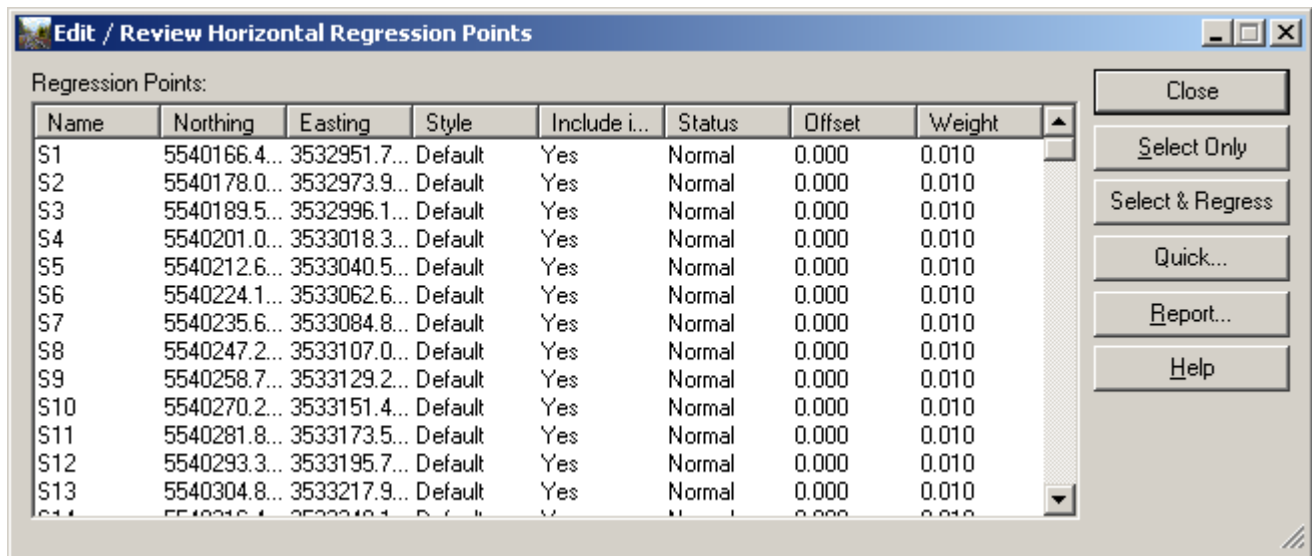 Edit / Review Horizontal Regression Points
Regression Points:
Name Northing Easting Style Include i... Status Offset Weight
S1 5540166.4... 3532951.7... Default Yes Normal 0.000 0.010
S2 5540178.0... 3532973.9... Default Yes Normal 0.000 0.010
S3 5540189.5... 3532996.1... Default Yes Normal 0.000 0.010
S4 5540201.0... 3533018.3... Default Yes Normal 0.000 0.010
S5 5540212.6... 3533040.5... Default Yes Normal 0.000 0.010
S6 5540224.1... 3533062.6... Default Yes Normal 0.000 0.010
S7 5540235.6... 3533084.8... Default Yes Normal 0.000 0.010
S8 5540247.2... 3533107.0... Default Yes Normal 0.000 0.010
S9 5540258.7... 3533129.2... Default Yes Normal 0.000 0.010
S10 5540270.2... 3533151.4... Default Yes Normal 0.000 0.010
S11 5540281.8... 3533173.5... Default Yes Normal 0.000 0.010
S12 5540293.3... 3533195.7... Default Yes Normal 0.000 0.010
S13 5540304.8... 3533217.9... Default Yes Normal 0.000 0.010
Close
Select Only
Select & Regress
Quick...
Report...
Help